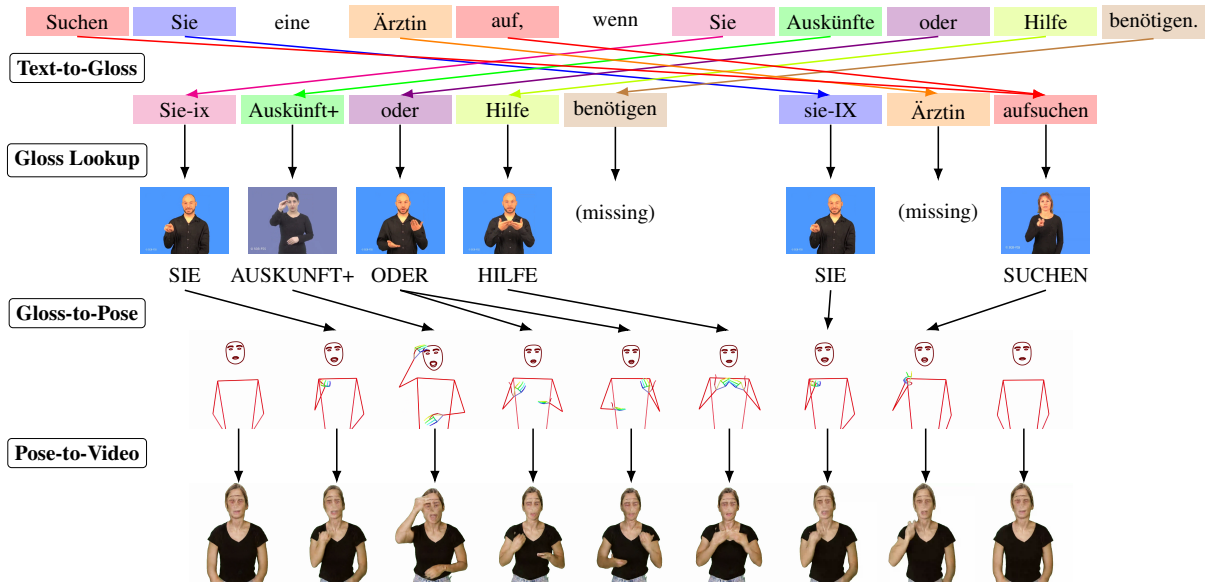 Suchen Sie eine Ärztin auf, wenn Sie Auskünfte oder Hilfe benötigen.
Text-to-Gloss
Sie-ix Auskünft+ oder Hilfe benötigen sie-IX Ärztin aufsuchen
Gloss Lookup
(missing) (missing)
SIE AUSKUNFT+ ODER HILFE SIE SUCHEN
Gloss-to-Pose
Pose-to-Video